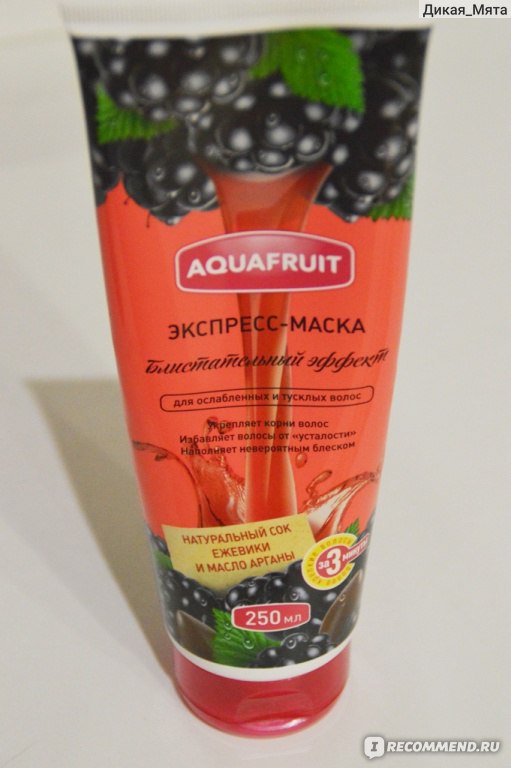 Дикая_Мята
AQUAFRUIT
ЭКСПРЕСС-МАСКА
Блистательный эффект
для ослабленных и тусклых волос
Укрепляет корни волос
Избавляет волосы от «усталости»
Наполняет невероятным блеском
НАТУРАЛЬНЫЙ СОК
ЕЖЕВИКИ
И МАСЛО АРГАНЫ
за 3 минуты
250 мл
IRECOMMEND.RU